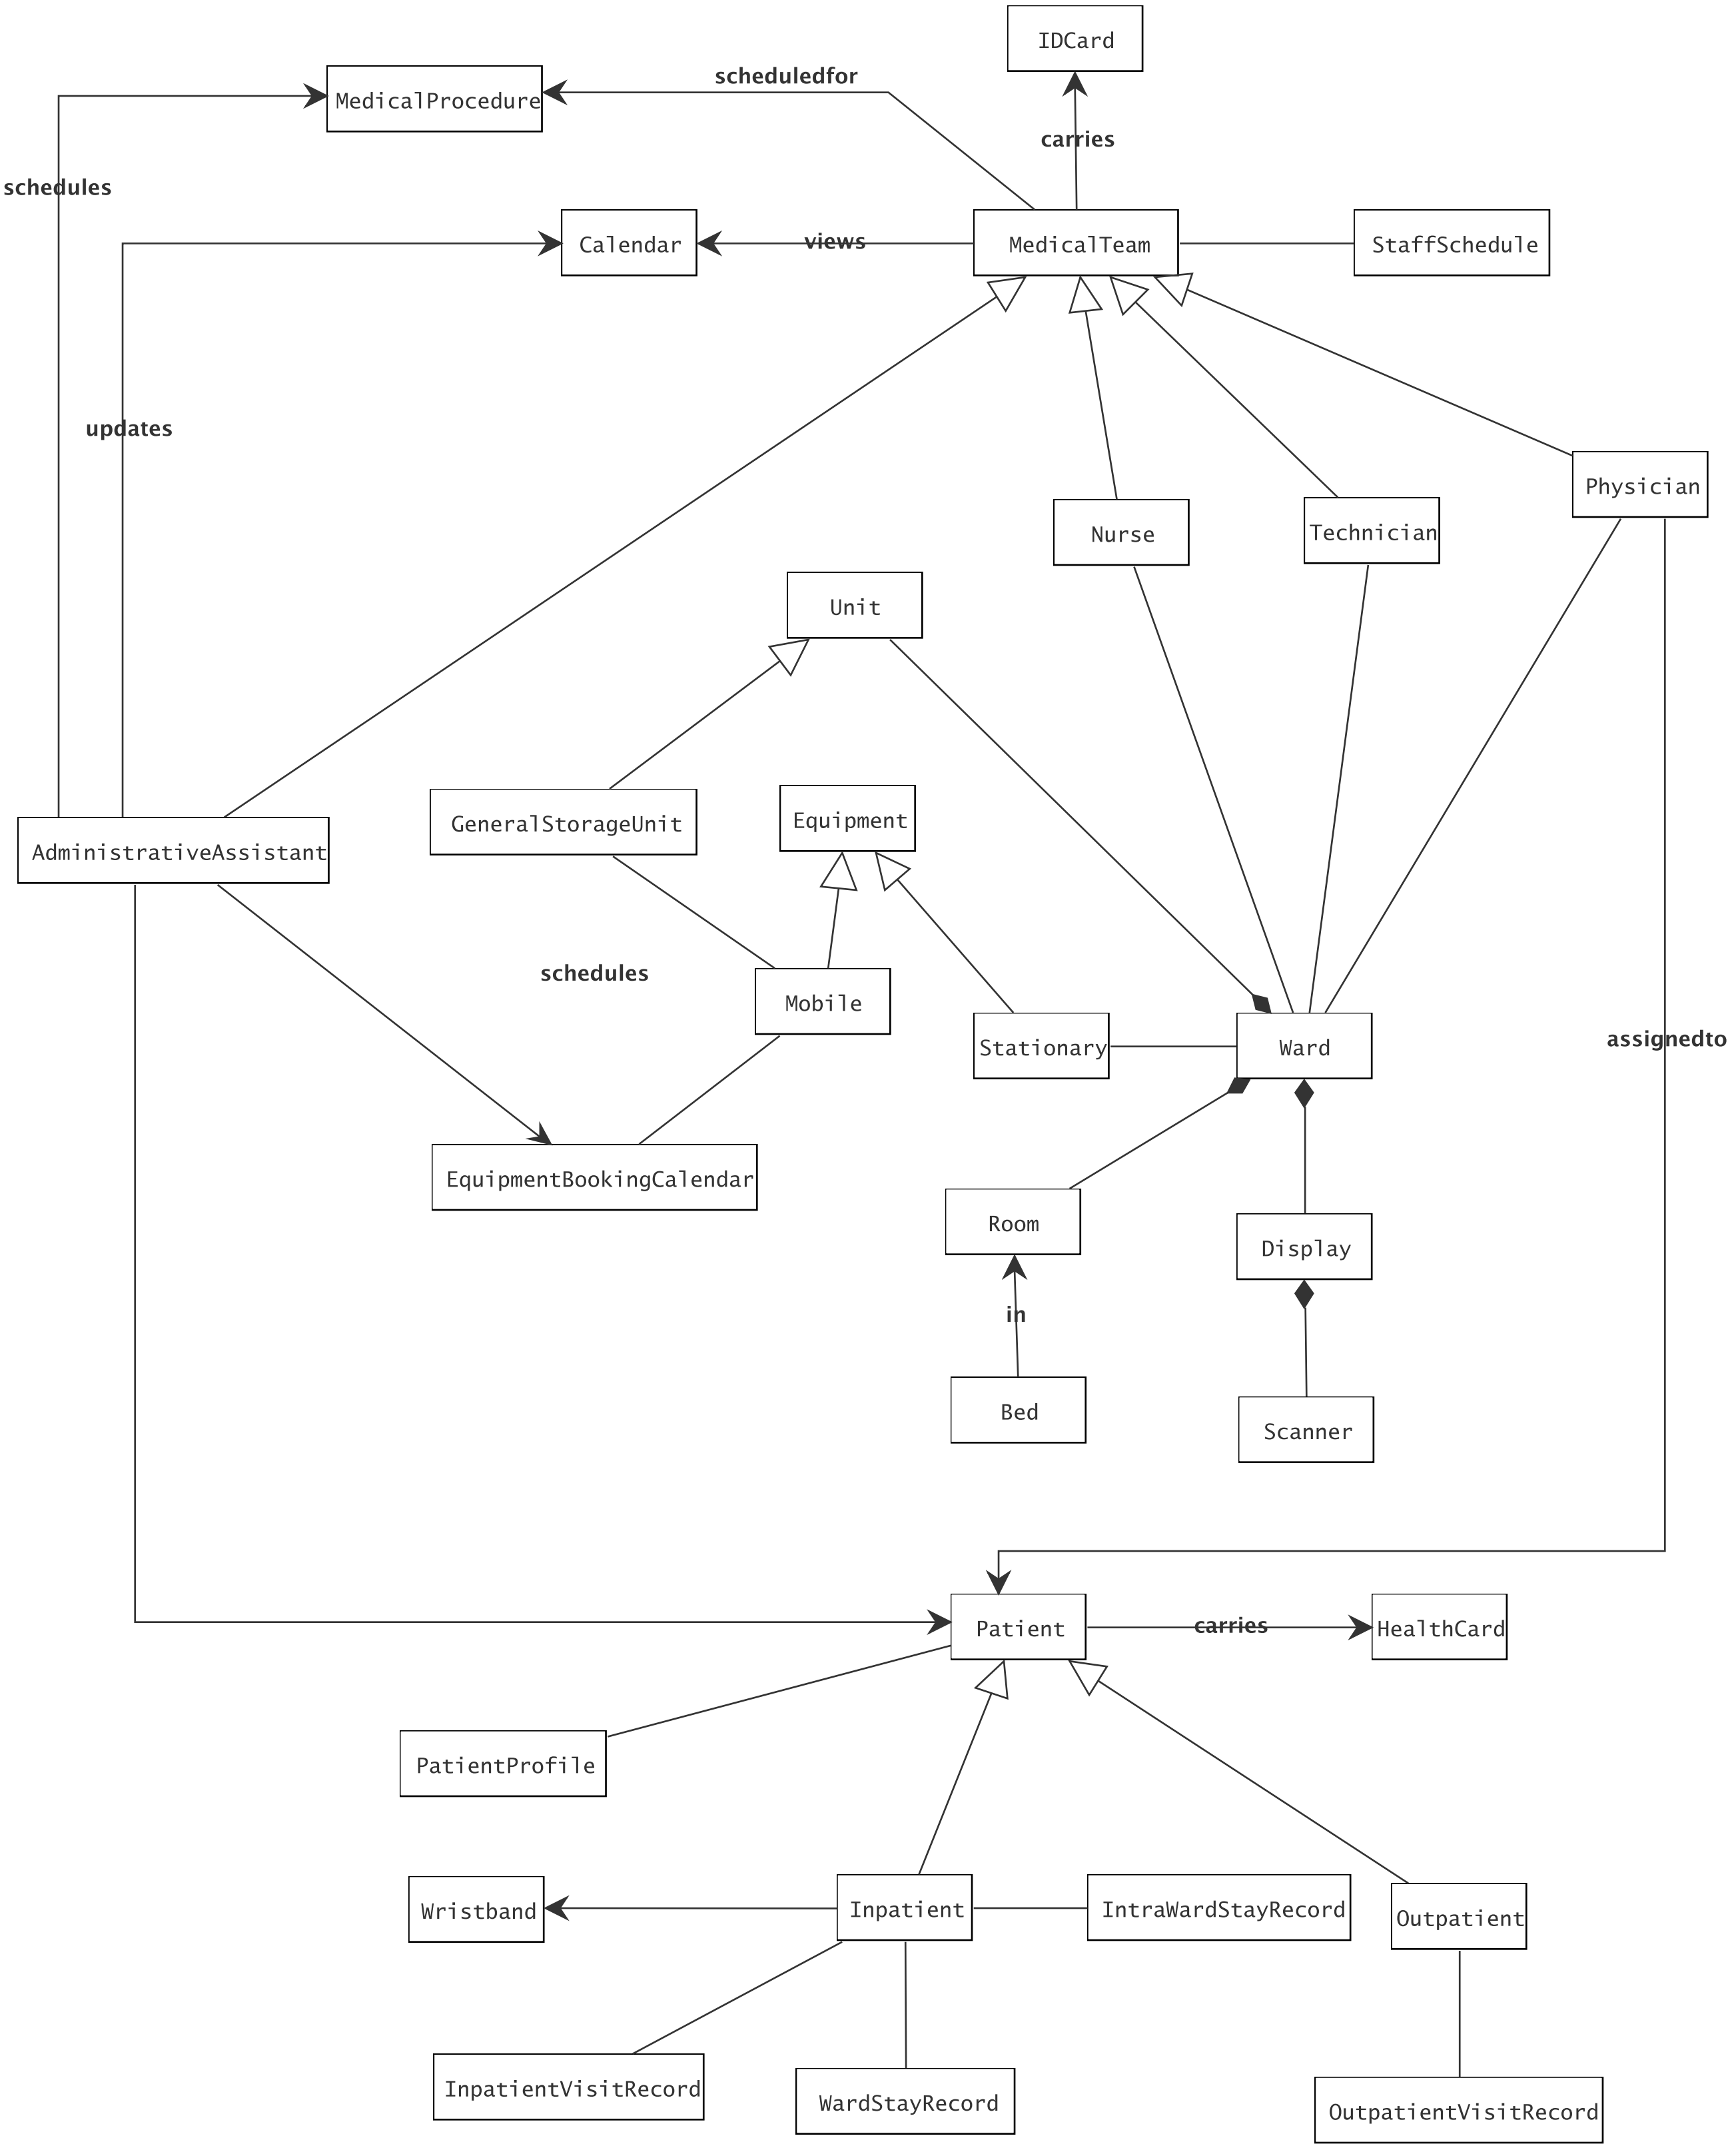 IDCard
scheduledfor
MedicalProcedure
carries
schedules
Calendar
views
MedicalTeam
StaffSchedule
updates
Physician
Nurse
Technician
Unit
GeneralStorageUnit
Equipment
AdministrativeAssistant
schedules
Mobile
Stationary
Ward
assignedto
EquipmentBookingCalendar
Room
Display
in
Bed
Scanner
Patient
carries
HealthCard
PatientProfile
Wristband
Inpatient
IntraWardStayRecord
Outpatient
InpatientVisitRecord
WardStayRecord
OutpatientVisitRecord